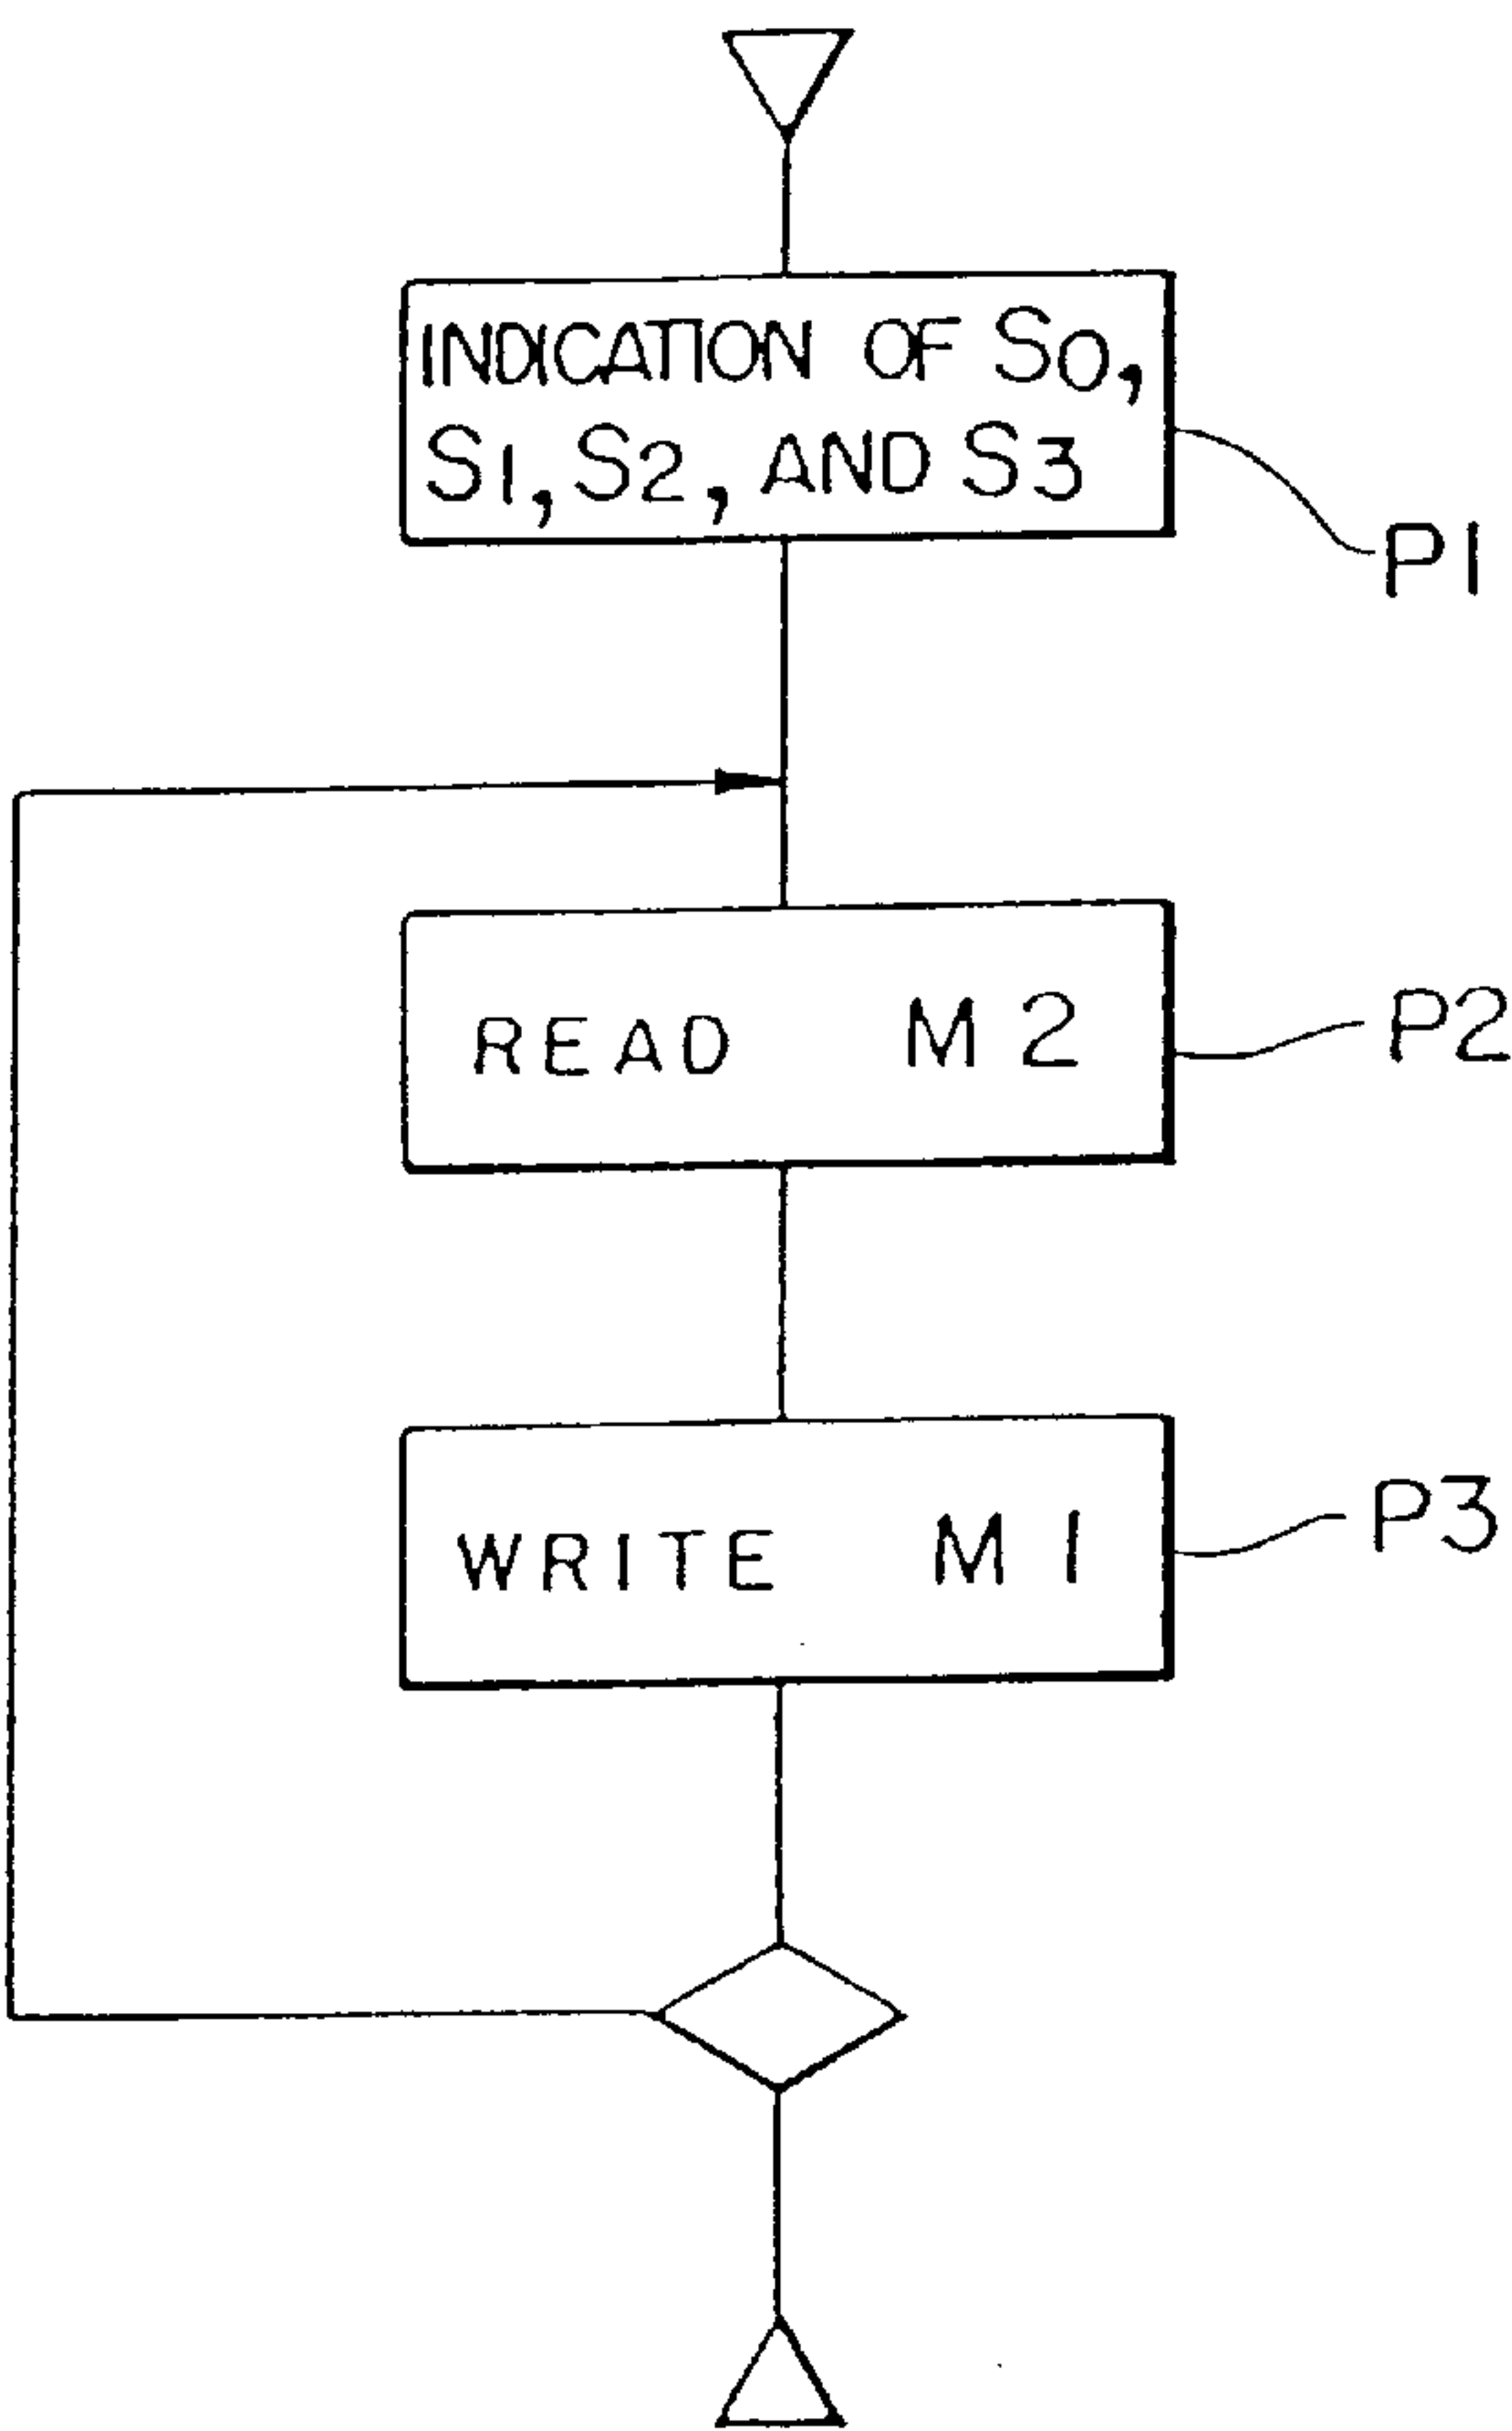 INDICATION OF S0,
S1, S2, AND S3
P1
READ M2
P2
WRITE M1
P3